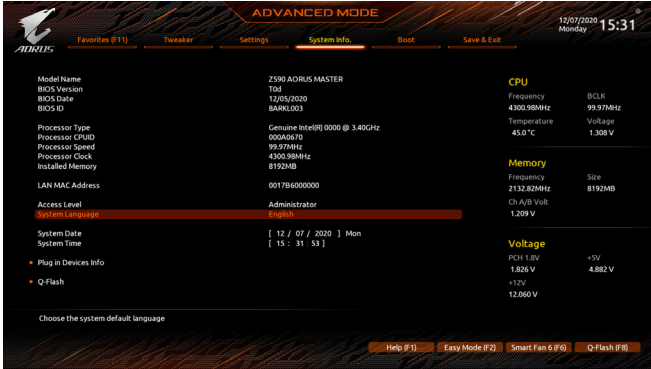 ADVANCED MODE
12/07/2020 Monday 15:31
AORUS
Favorites (F11) Tweaker Settings System Info. Boot Save & Exit
Model Name Z590 AORUS MASTER
BIOS Version T0d
BIOS Date 12/05/2020
BIOS ID 8ARKL003
Processor Type Genuine Intel(R) 0000 @ 3.40GHz
Processor CPUID 000A0670
Processor Speed 99.97MHz
Processor Clock 4300.98MHz
Installed Memory 8192MB
LAN MAC Address 0017B6000000
Access Level Administrator
System Language English
System Date [ 12 / 07 / 2020 ] Mon
System Time [ 15 : 31 : 53 ]
Plug in Devices Info
Q-Flash
Choose the system default language
CPU
Frequency BCLK
4300.98MHz 99.97MHz
Temperature Voltage
45.0 °C 1.308 V
Memory
Frequency Size
2132.82MHz 8192MB
Ch A/B Volt
1.209 V
Voltage
PCH 1.8V +5V
1.826 V 4.882 V
+12V
12.060 V
Help (F1) Easy Mode (F2) Smart Fan 6 (F6) Q-Flash (F8)